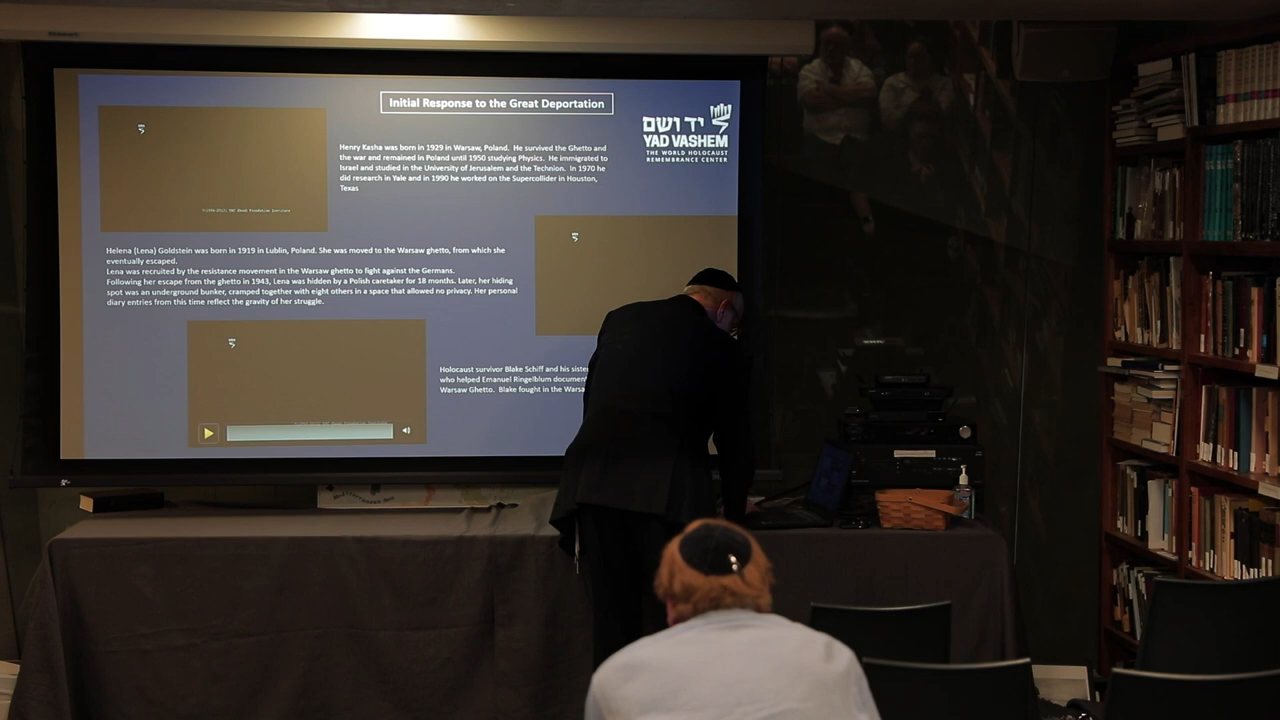 Initial Response to the Great Deportation
יד ושם
YAD VASHEM
THE WORLD HOLOCAUST
REMEMBRANCE CENTER
Henry Kasha was born in 1929 in Warsaw, Poland. He survived the Ghetto and
the war and remained in Poland until 1950 studying Physics. He immigrated to
Israel and studied in the University of Jerusalem and the Technion. In 1970 he
did research in Yale and in 1990 he worked on the Supercollider in Houston,
Texas
Helena (Lena) Goldstein was born in 1919 in Lublin, Poland. She was moved to the Warsaw ghetto, from which she
eventually escaped.
Lena was recruited by the resistance movement in the Warsaw ghetto to fight against the Germans.
Following her escape from the ghetto in 1943, Lena was hidden by a Polish caretaker for 18 months. Later, her hiding
spot was an underground bunker, cramped together with eight others in a space that allowed no privacy. Her personal
diary entries from this time reflect the gravity of her struggle.
Holocaust survivor Blake Schiff and his sister
who helped Emanuel Ringelblum document
Warsaw Ghetto. Blake fought in the Warsa
Mediterranean Sea